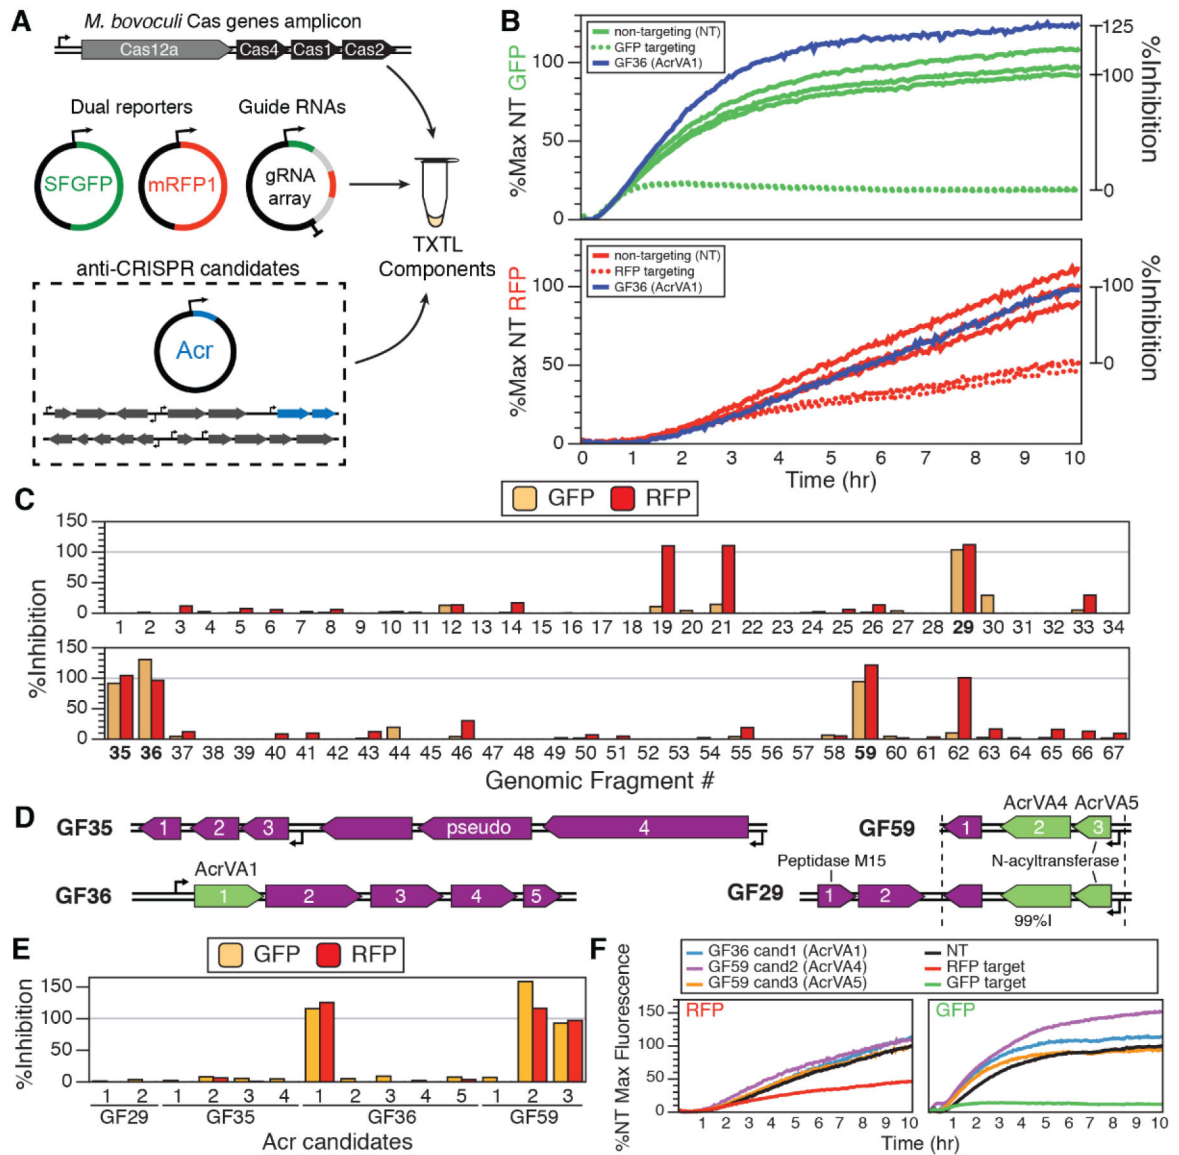 A
M. bovoculi Cas genes amplicon
Cas12a Cas4 Cas1 Cas2
Dual reporters Guide RNAs
SFGFP mRFP1 gRNA
array
TXTL
Components
anti-CRISPR candidates
Acr
B
%Max NT GFP
non-targeting (NT)
GFP targeting
GF36 (AcrVA1)
100
50
0
125
100
0
%Inhibition
%Max NT RFP
non-targeting (NT)
RFP targeting
GF36 (AcrVA1)
100
50
0
100
0
%Inhibition
0 1 2 3 4 5 6 7 8 9 10
Time (hr)
C
GFP RFP
%Inhibition
150
100
50
0
1 2 3 4 5 6 7 8 9 10 11 12 13 14 15 16 17 18 19 20 21 22 23 24 25 26 27 28 29 30 31 32 33 34
150
100
50
0
35 36 37 38 39 40 41 42 43 44 45 46 47 48 49 50 51 52 53 54 55 56 57 58 59 60 61 62 63 64 65 66 67
Genomic Fragment #
D
GF35 1 2 3 pseudo 4
AcrVA1
GF36 1 2 3 4 5
AcrVA4 AcrVA5
GF59 1 2 3
Peptidase M15 N-acyltransferase
GF29 1 2
99%I
E
GFP RFP
%Inhibition
150
100
50
0
1 2 1 2 3 4 1 2 3 4 5 1 2 3
GF29 GF35 GF36 GF59
Acr candidates
F
GF36 cand1 (AcrVA1) NT
GF59 cand2 (AcrVA4) RFP target
GF59 cand3 (AcrVA5) GFP target
%NT Max Fluorescence
150
100
50
0
RFP GFP
1 2 3 4 5 6 7 8 9 10 1 2 3 4 5 6 7 8 9 10
Time (hr)